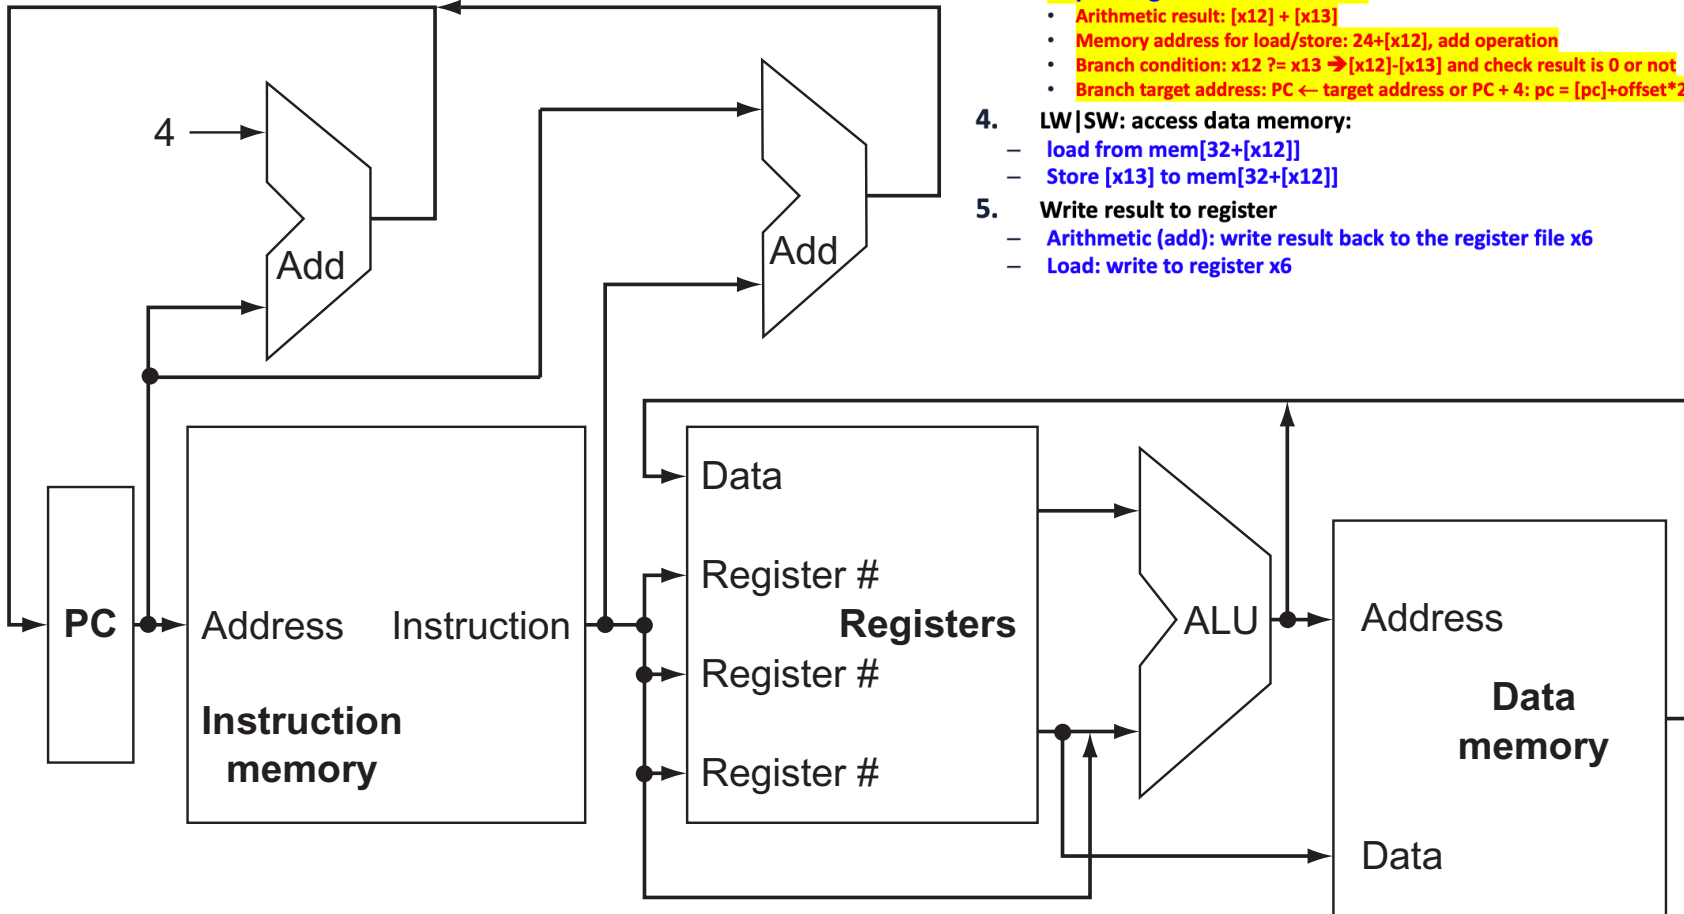 • Arithmetic result: [x12] + [x13]
• Memory address for load/store: 24+[x12], add operation
• Branch condition: x12 ?= x13 ➔[x12]-[x13] and check result is 0 or not
• Branch target address: PC ← target address or PC + 4: pc = [pc]+offset*2
4. LW|SW: access data memory:
– load from mem[32+[x12]]
– Store [x13] to mem[32+[x12]]
5. Write result to register
– Arithmetic (add): write result back to the register file x6
– Load: write to register x6
4
Add
Add
PC
Address
Instruction
Instruction
memory
Data
Register #
Registers
Register #
Register #
ALU
Address
Data
memory
Data